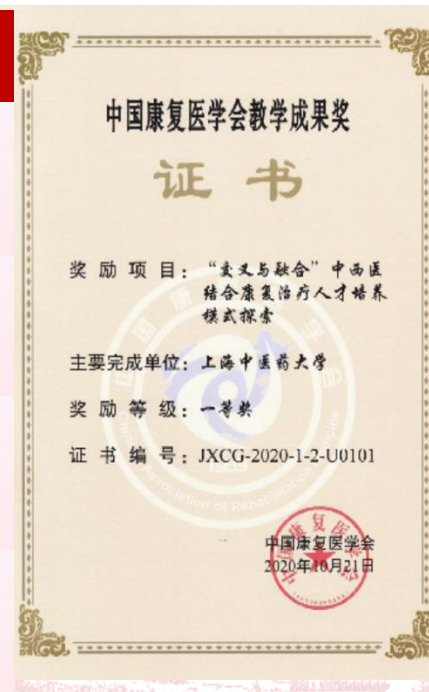 中国康复医学会教学成果奖
证书
奖励项目：“交叉与融合”中西医
结合康复治疗人才培养
模式探索
主要完成单位：上海中医药大学
奖励等级：一等奖
证书编号：JXCG-2020-1-2-U0101
中国康复医学会
2020年10月21日